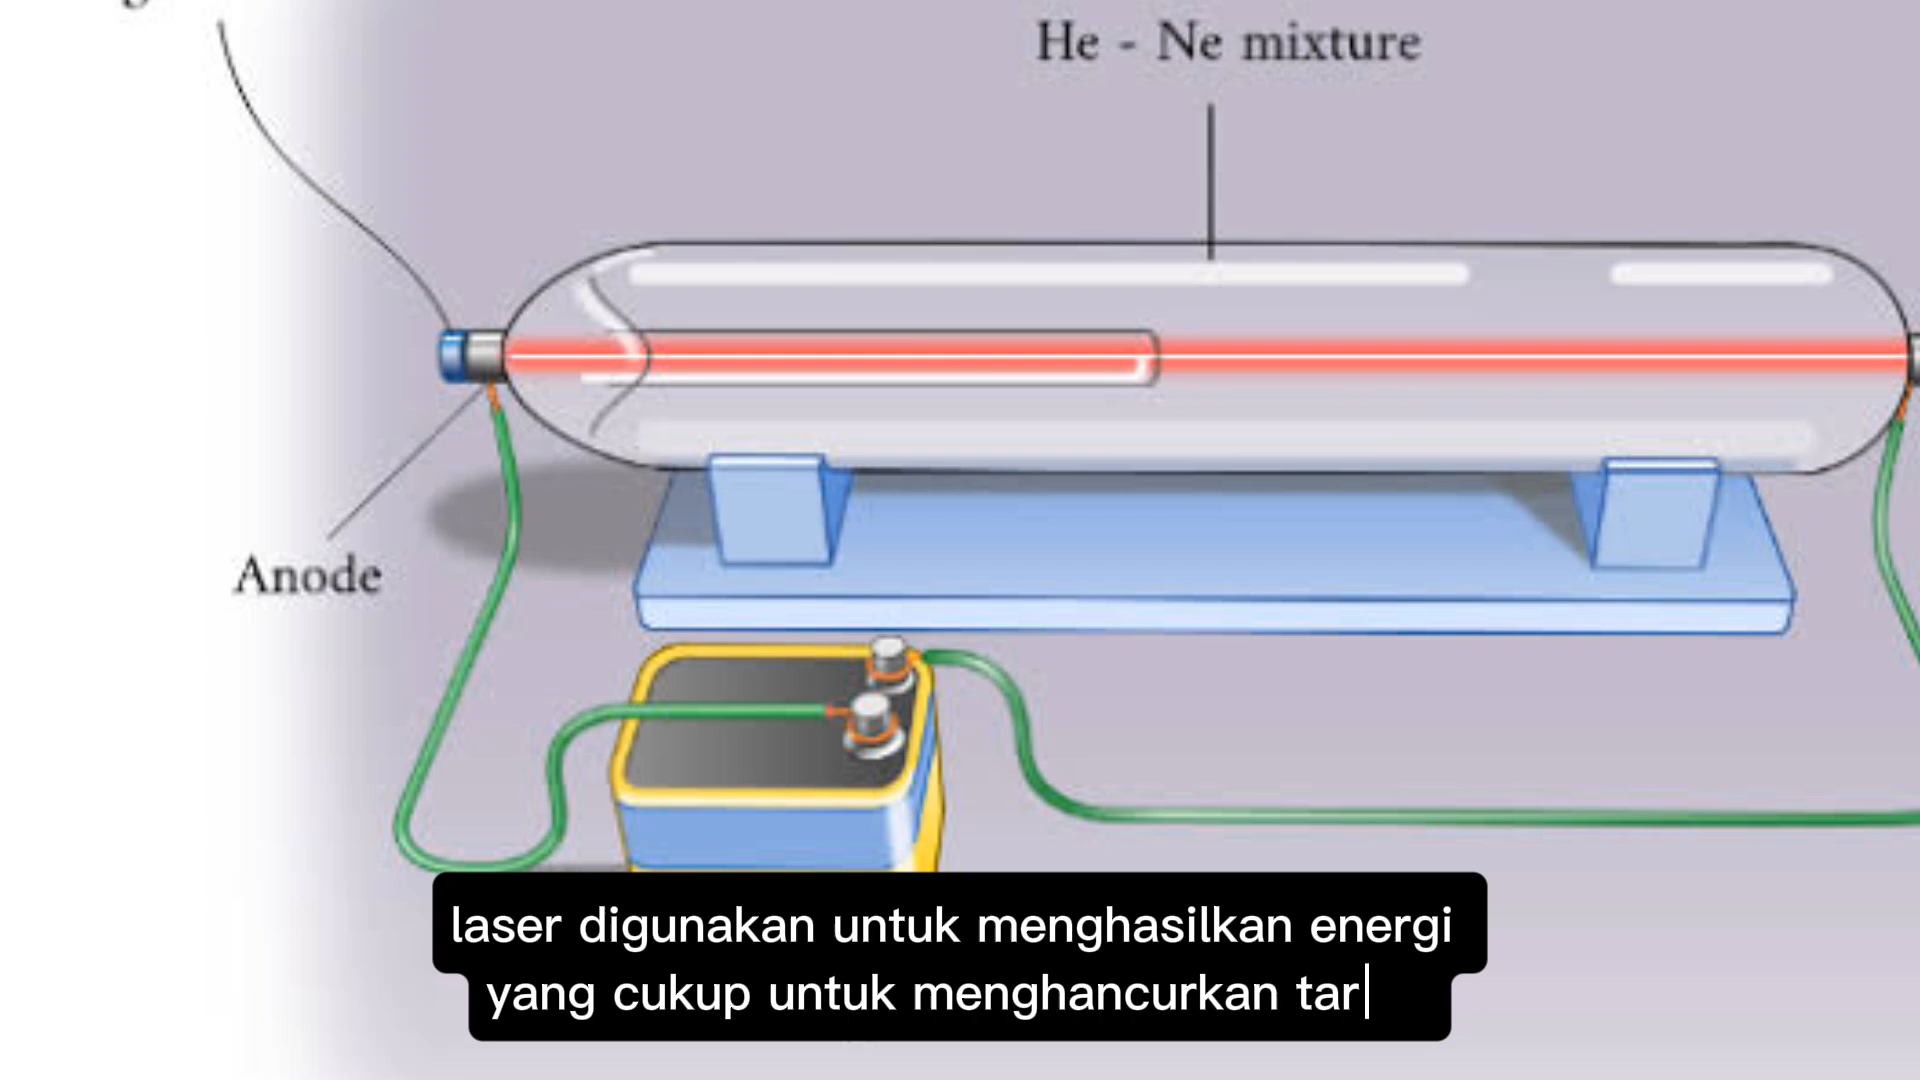 He - Ne mixture
Anode
laser digunakan untuk menghasilkan energi
yang cukup untuk menghancurkan tar